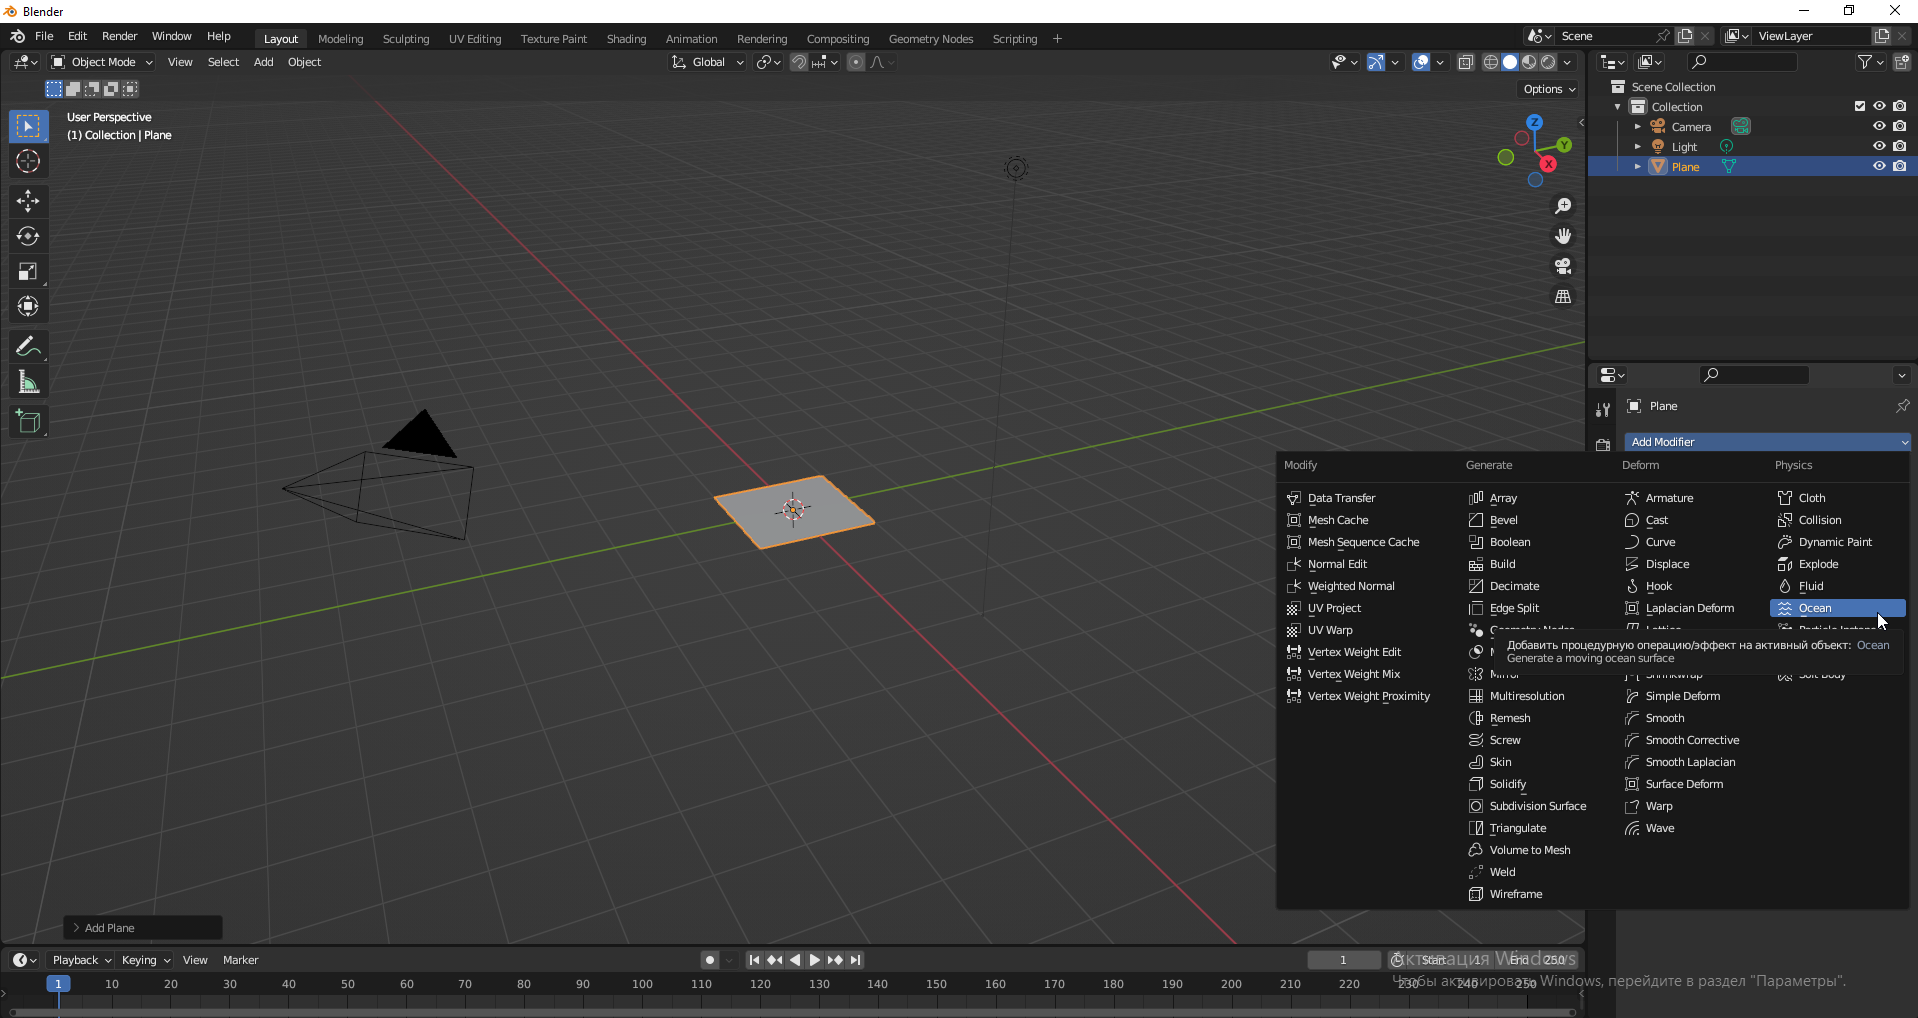 Blender
File Edit Render Window Help Layout Modeling Sculpting UV Editing Texture Paint Shading Animation Rendering Compositing Geometry Nodes Scripting + Scene ViewLayer
Object Mode View Select Add Object Global
Options
User Perspective
(1) Collection | Plane
Z
Y
X
Scene Collection
Collection
Camera
Light
Plane
Plane
Add Modifier
Modify Generate Deform Physics
Data Transfer Array Armature Cloth
Mesh Cache Bevel Cast Collision
Mesh Sequence Cache Boolean Curve Dynamic Paint
Normal Edit Build Displace Explode
Weighted Normal Decimate Hook Fluid
UV Project Edge Split Laplacian Deform Ocean
UV Warp Geometry Nodes Lattice Particle Instance
Vertex Weight Edit
Добавить процедурную операцию/эффект на активный объект: Ocean
Generate a moving ocean surface
Vertex Weight Mix Mirror Shrinkwrap Soft Body
Vertex Weight Proximity Multiresolution Simple Deform
Remesh Smooth
Screw Smooth Corrective
Skin Smooth Laplacian
Solidify Surface Deform
Subdivision Surface Warp
Triangulate Wave
Volume to Mesh
Weld
Wireframe
Add Plane
Playback Keying View Marker 1 Start 1 End 250
1 10 20 30 40 50 60 70 80 90 100 110 120 130 140 150 160 170 180 190 200 210 220 230 240 250
Активация Windows
Чтобы активировать Windows, перейдите в раздел "Параметры".